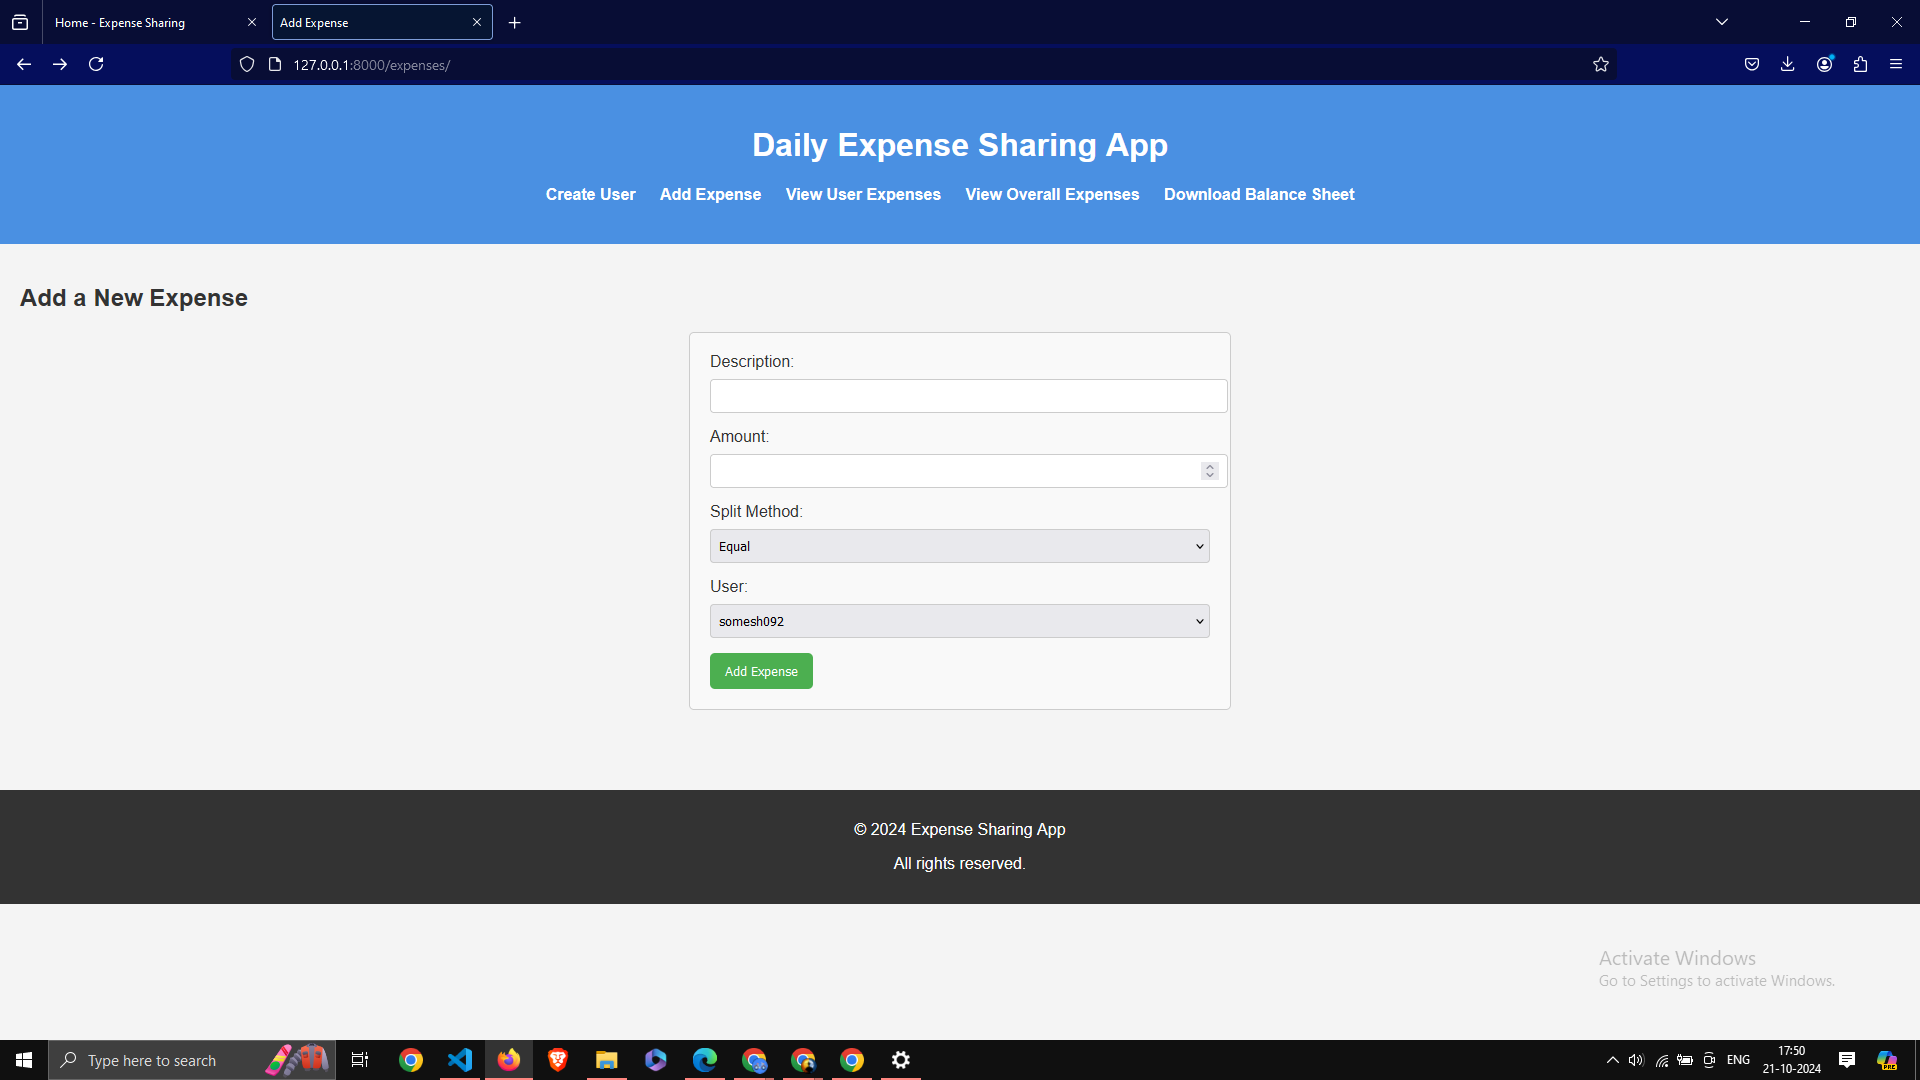 Home - Expense Sharing
Add Expense
127.0.0.1:8000/expenses/
Daily Expense Sharing App
Create User Add Expense View User Expenses View Overall Expenses Download Balance Sheet
Add a New Expense
Description:
Amount:
Split Method:
Equal
User:
somesh092
Add Expense
© 2024 Expense Sharing App
All rights reserved.
Activate Windows
Go to Settings to activate Windows.
Type here to search
ENG
17:50
21-10-2024
PRE